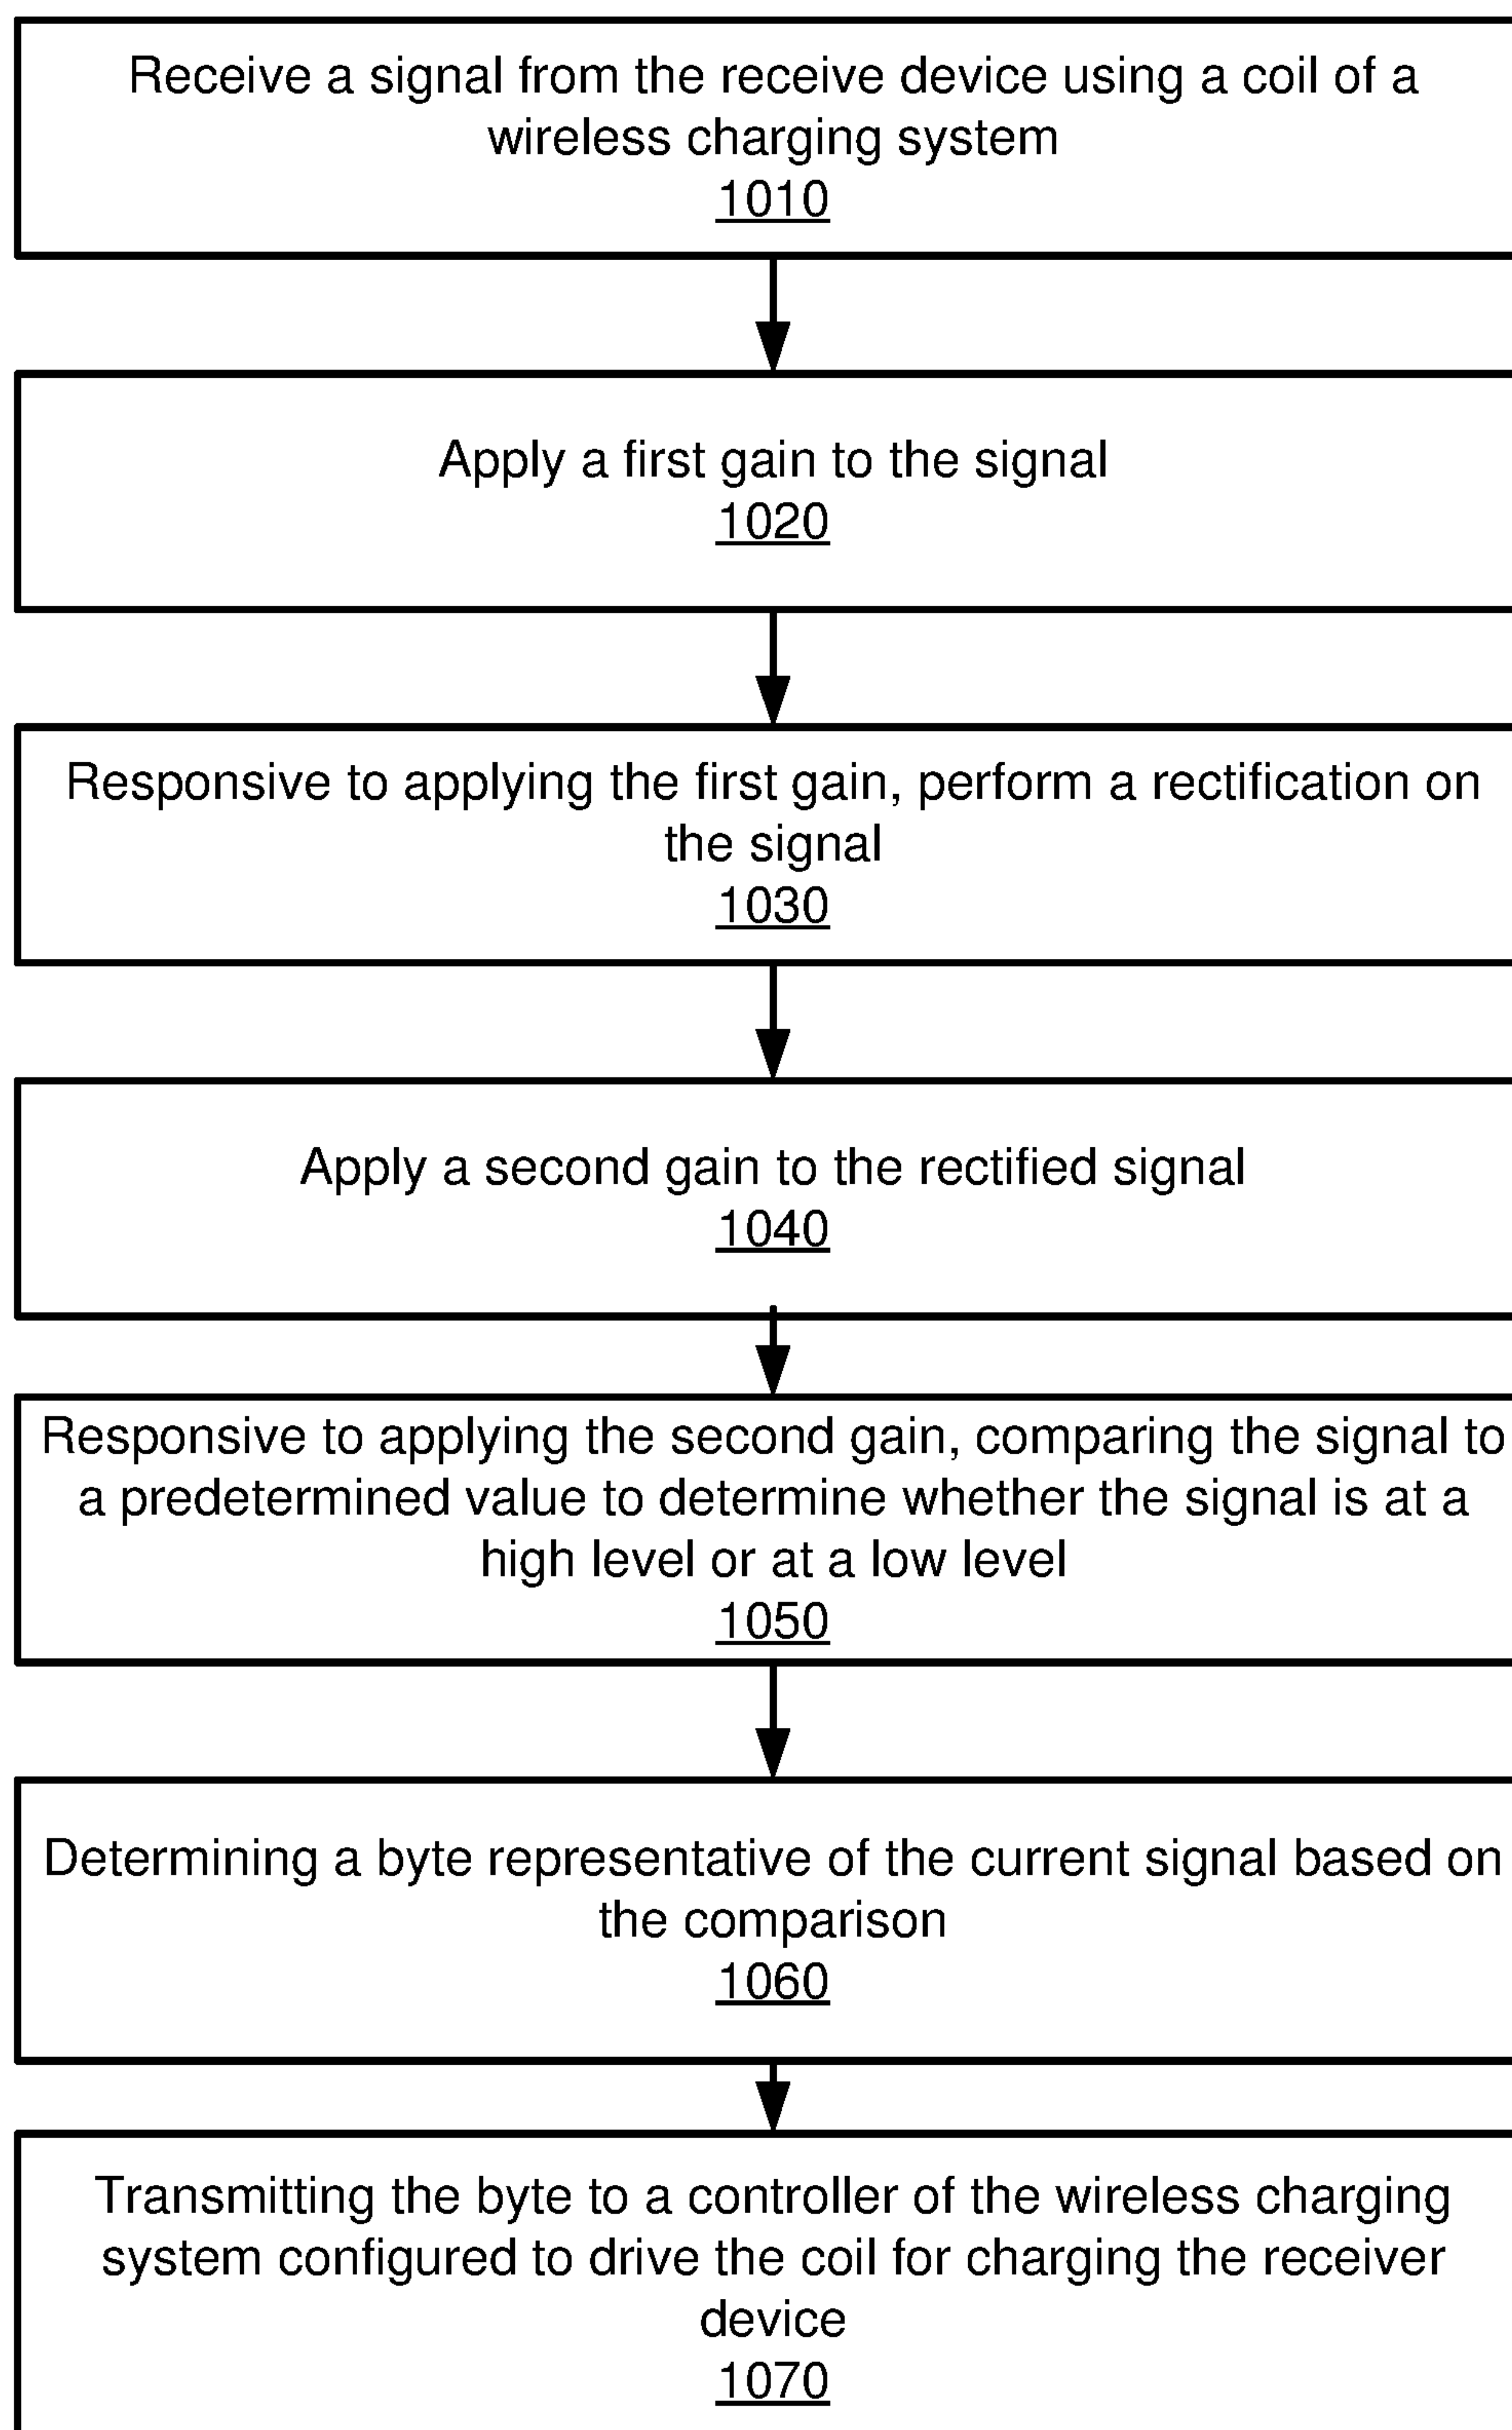 Receive a signal from the receive device using a coil of a
wireless charging system
1010
Apply a first gain to the signal
1020
Responsive to applying the first gain, perform a rectification on
the signal
1030
Apply a second gain to the rectified signal
1040
Responsive to applying the second gain, comparing the signal to
a predetermined value to determine whether the signal is at a
high level or at a low level
1050
Determining a byte representative of the current signal based on
the comparison
1060
Transmitting the byte to a controller of the wireless charging
system configured to drive the coil for charging the receiver
device
1070